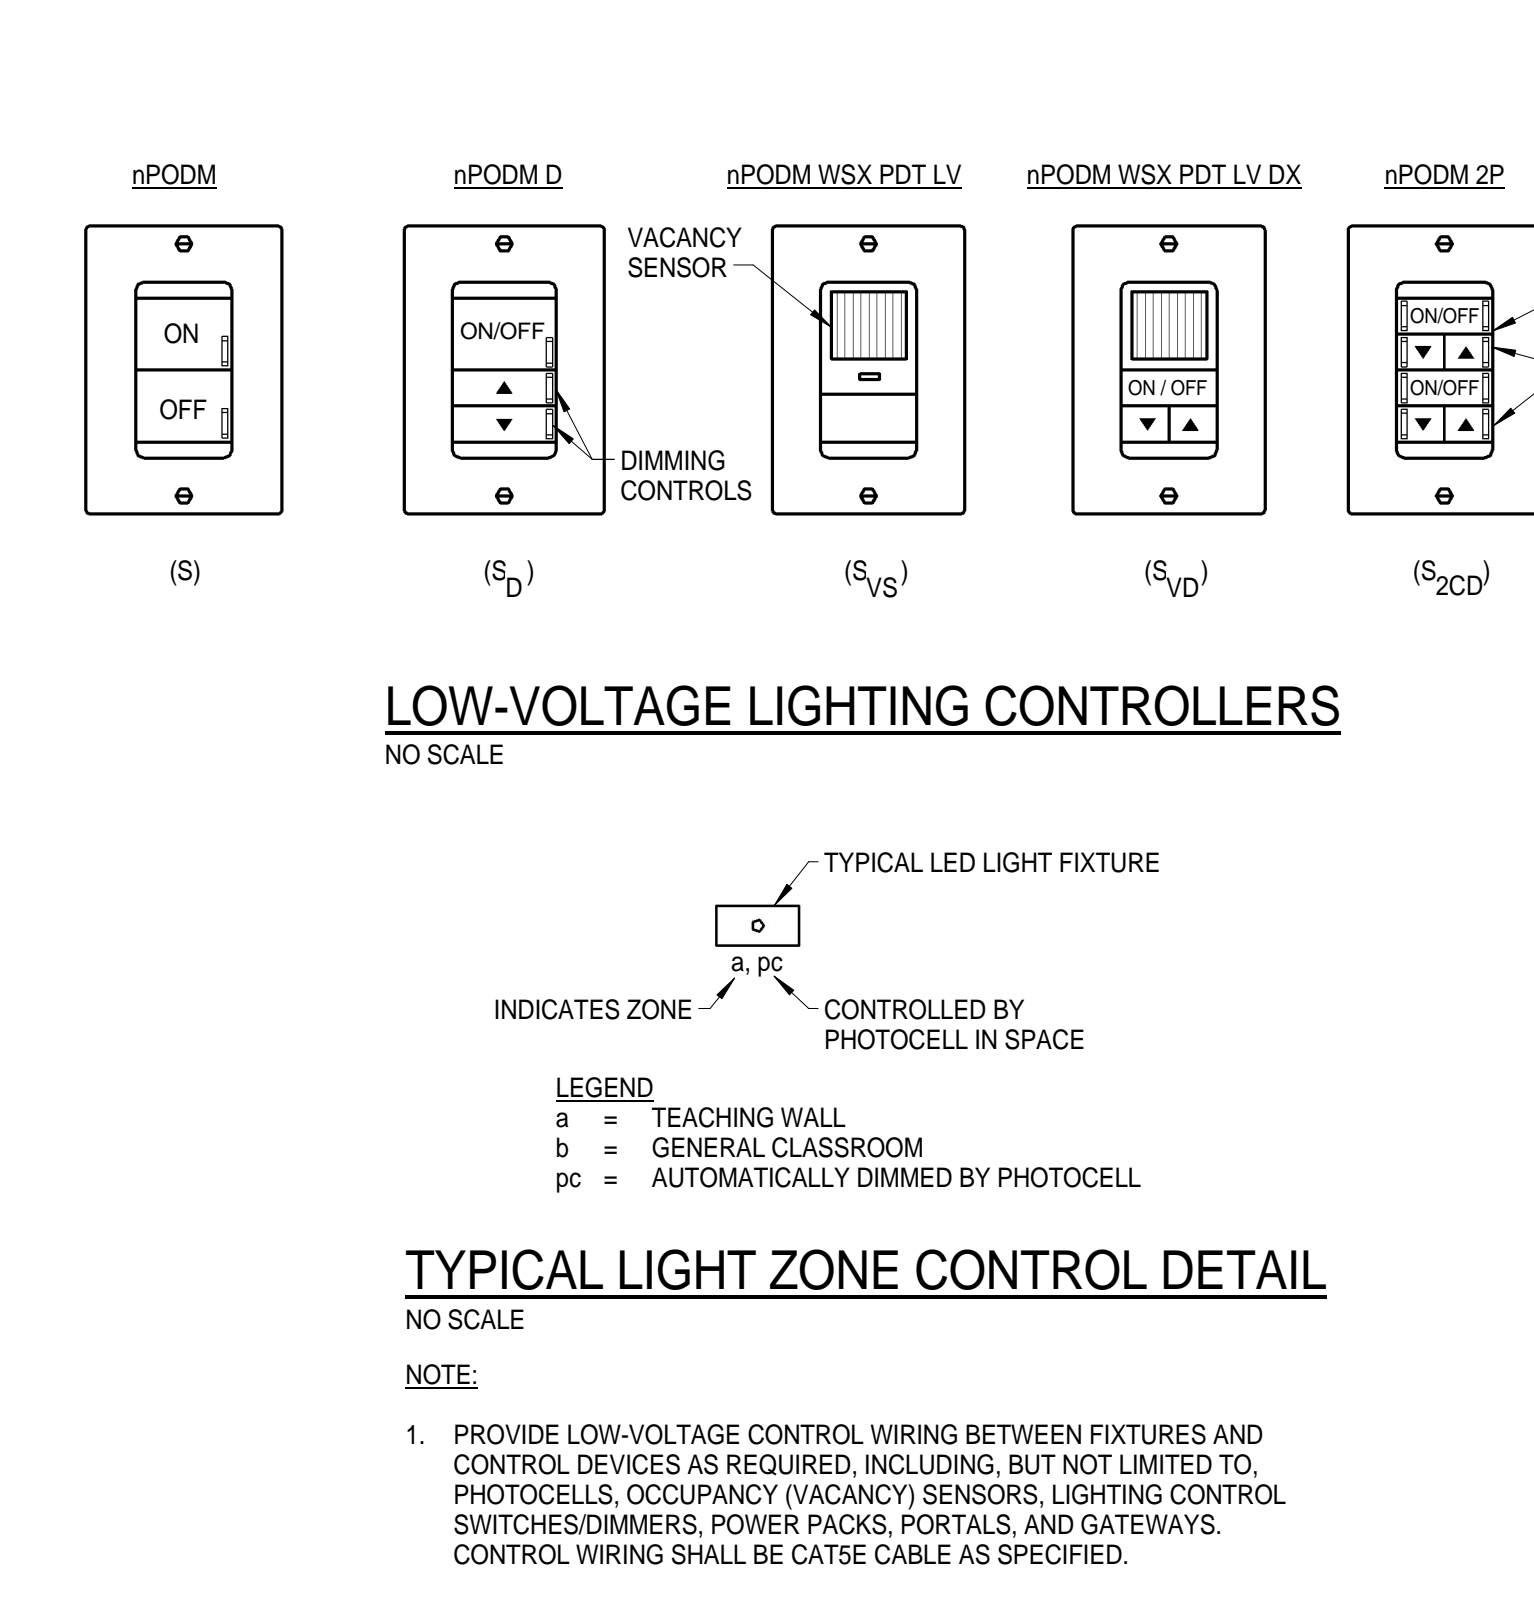 nPODM
nPODM D
nPODM WSX PDT LV
nPODM WSX PDT LV DX
nPODM 2P
ON
OFF
ON/OFF
DIMMING
CONTROLS
VACANCY
SENSOR
ON / OFF
ON/OFF
ON/OFF
(S)
(SD)
(SVS)
(SVD)
(S2CD)
LOW-VOLTAGE LIGHTING CONTROLLERS
NO SCALE
TYPICAL LED LIGHT FIXTURE
a, pc
INDICATES ZONE
CONTROLLED BY
PHOTOCELL IN SPACE
LEGEND
a = TEACHING WALL
b = GENERAL CLASSROOM
pc = AUTOMATICALLY DIMMED BY PHOTOCELL
TYPICAL LIGHT ZONE CONTROL DETAIL
NO SCALE
NOTE:
1. PROVIDE LOW-VOLTAGE CONTROL WIRING BETWEEN FIXTURES AND
CONTROL DEVICES AS REQUIRED, INCLUDING, BUT NOT LIMITED TO,
PHOTOCELLS, OCCUPANCY (VACANCY) SENSORS, LIGHTING CONTROL
SWITCHES/DIMMERS, POWER PACKS, PORTALS, AND GATEWAYS.
CONTROL WIRING SHALL BE CAT5E CABLE AS SPECIFIED.